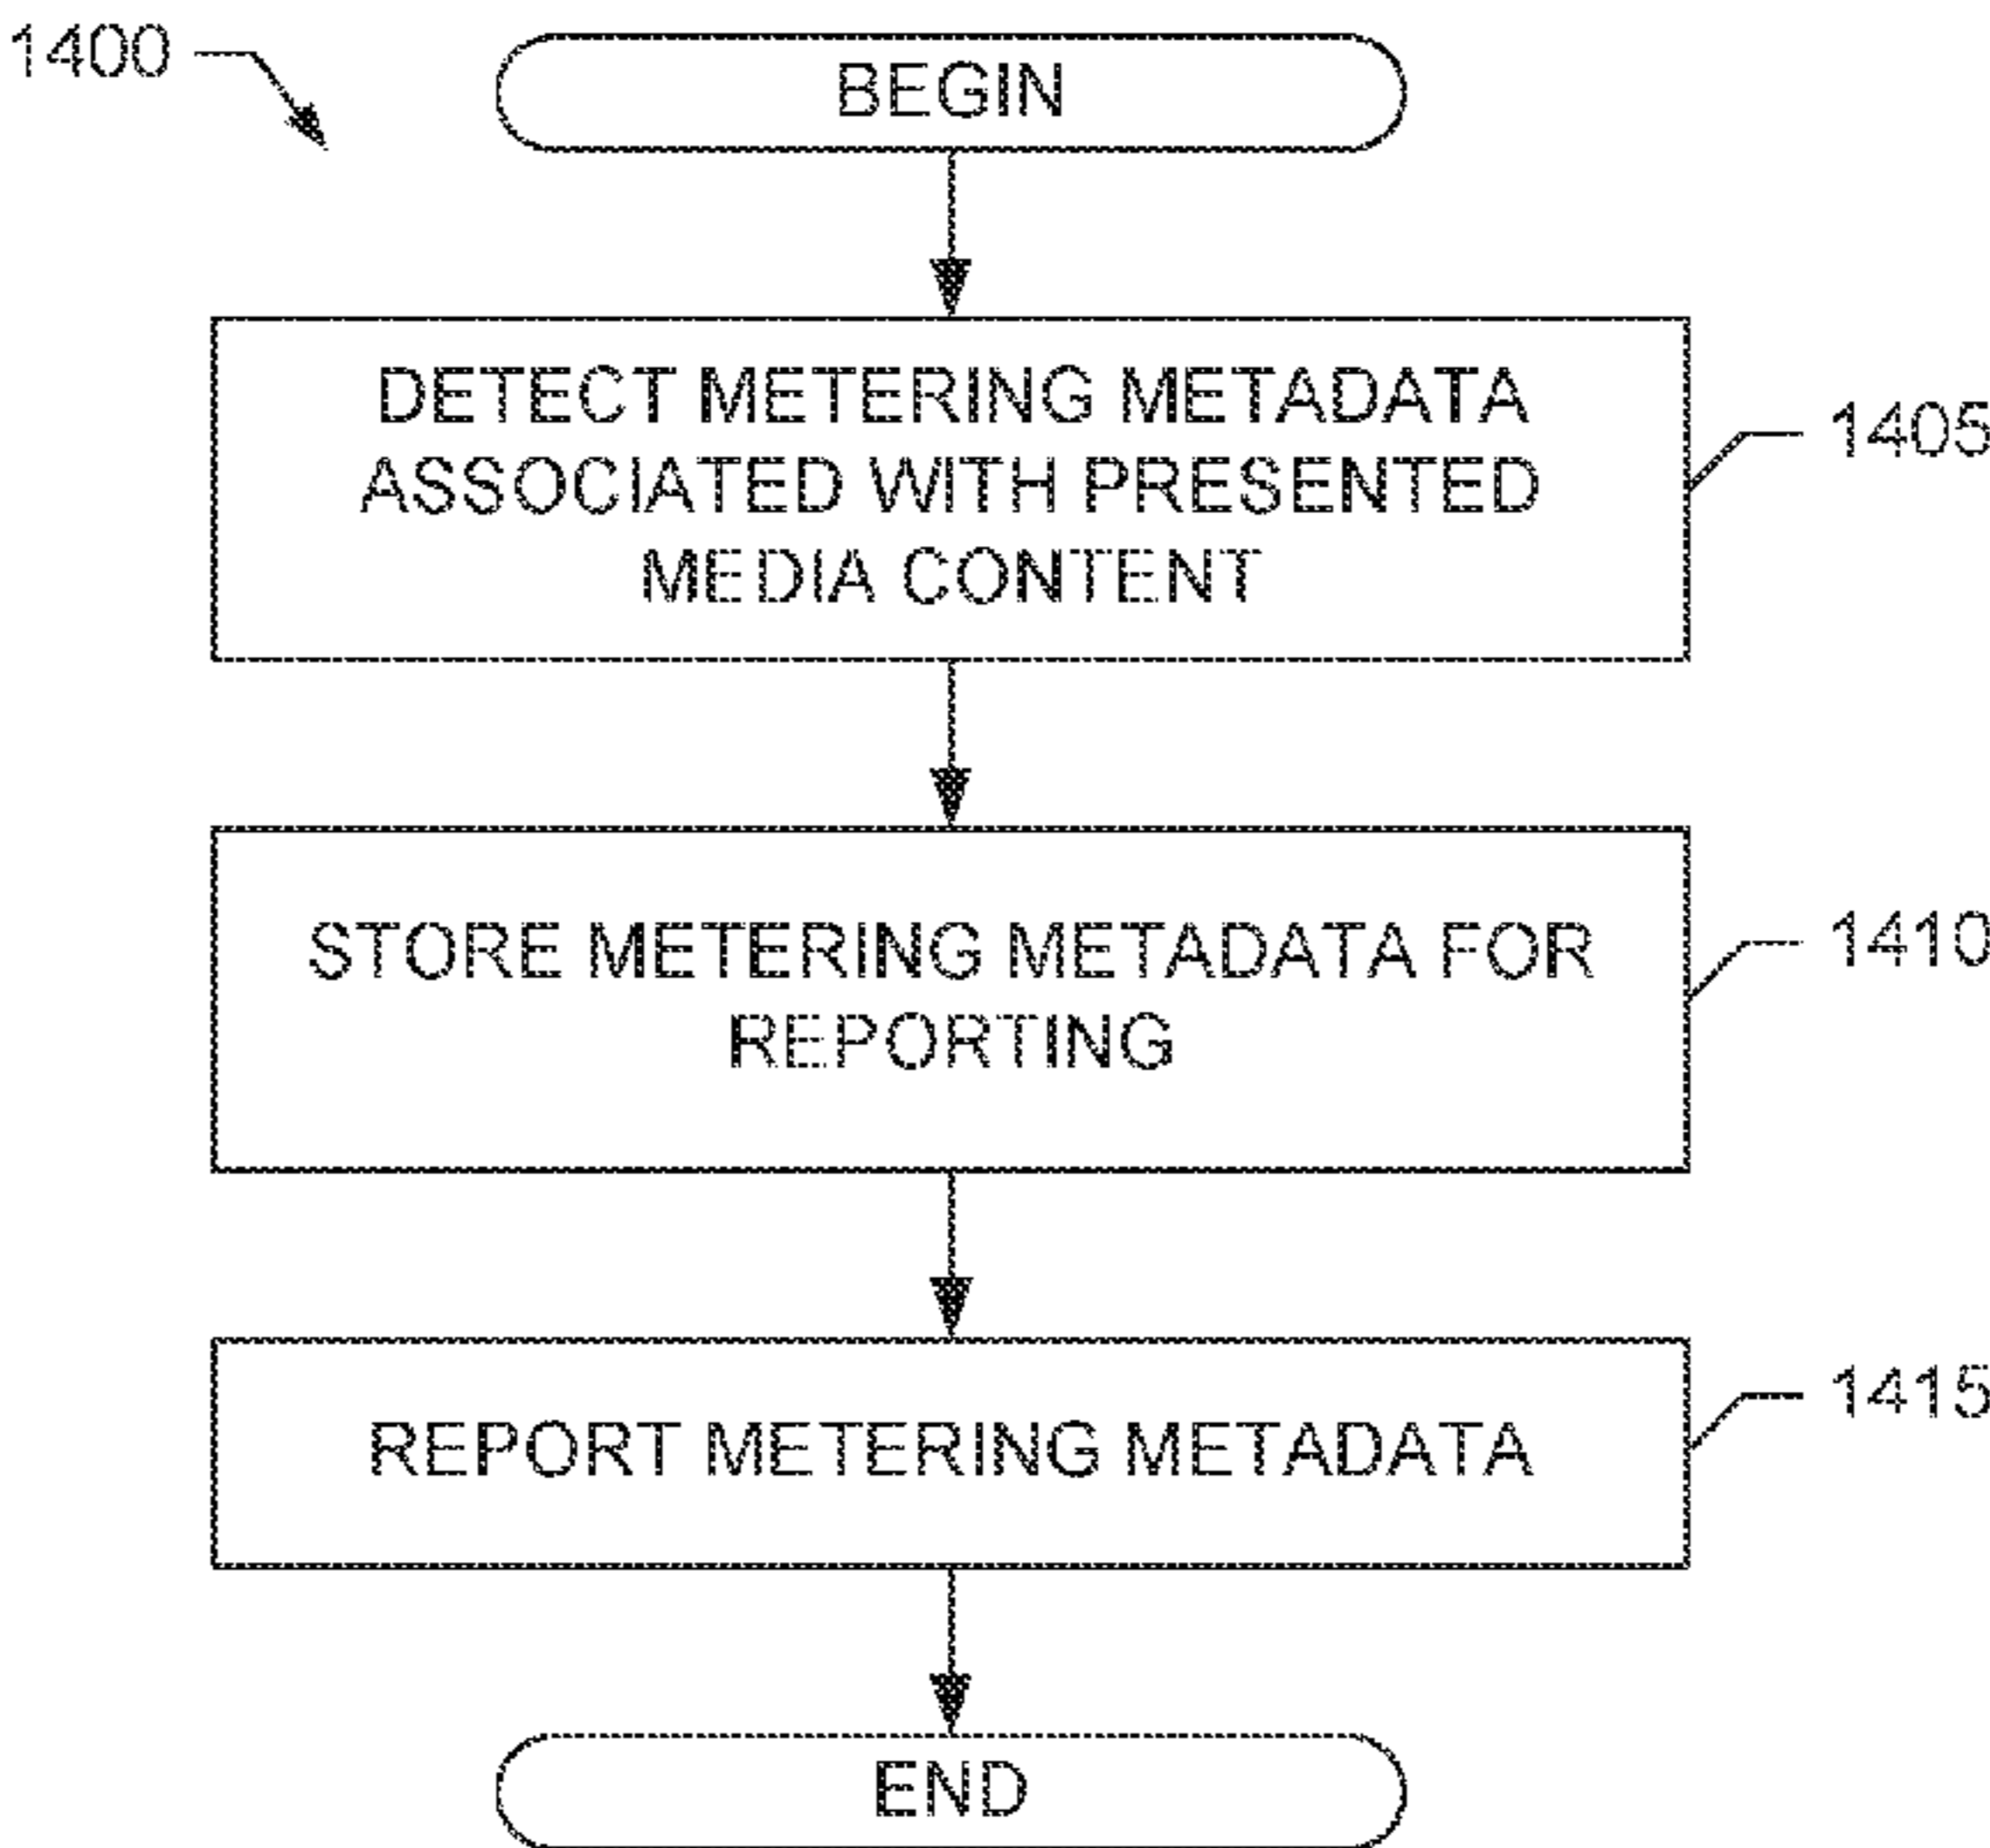 1400
BEGIN
DETECT METERING METADATA
ASSOCIATED WITH PRESENTED
MEDIA CONTENT
1405
STORE METERING METADATA FOR
REPORTING
1410
REPORT METERING METADATA
1415
END